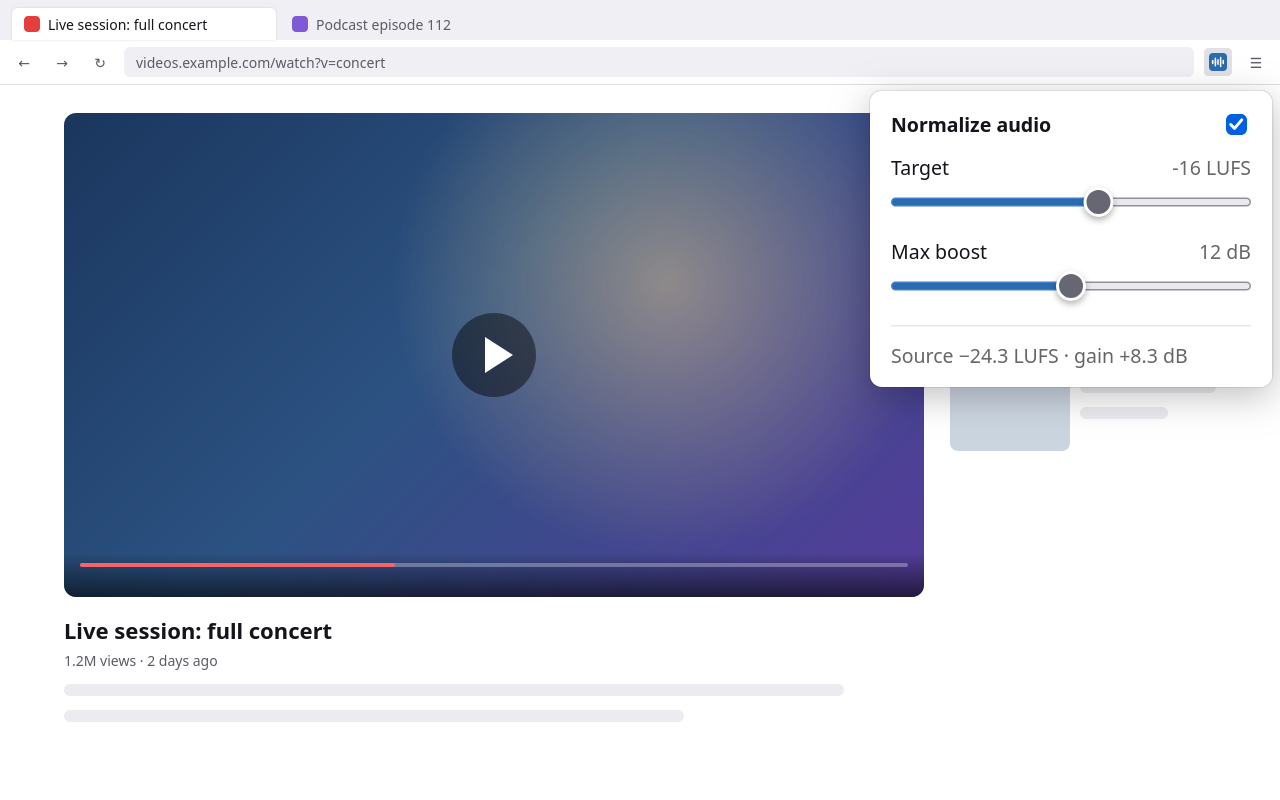 Live session: full concert
Podcast episode 112
videos.example.com/watch?v=concert
Normalize audio
Target -16 LUFS
Max boost 12 dB
Source −24.3 LUFS · gain +8.3 dB
Live session: full concert
1.2M views · 2 days ago